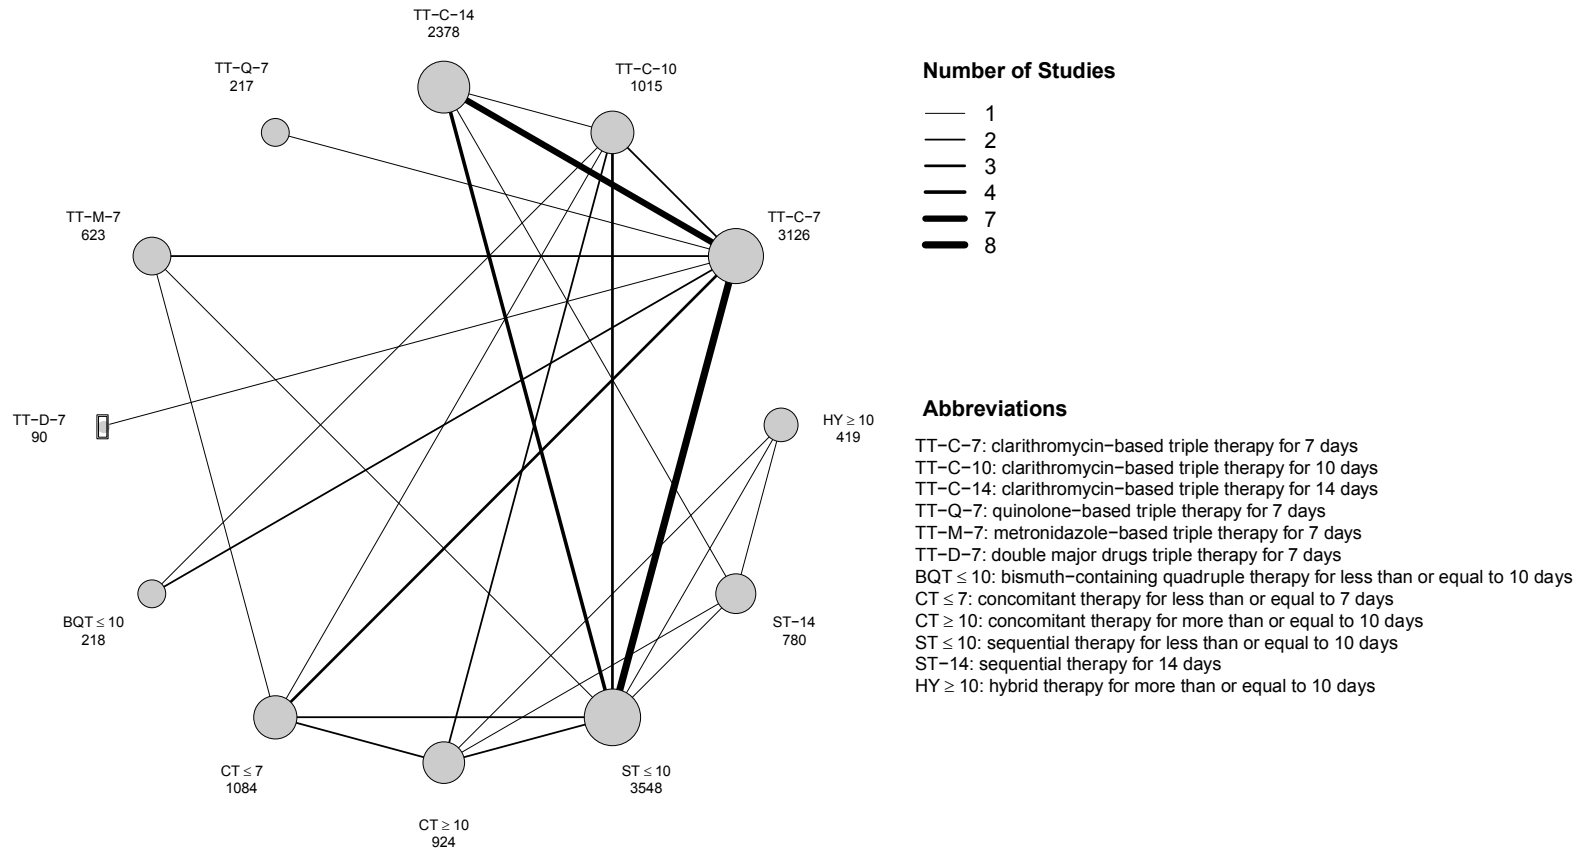 TT−C−14
2378
TT−Q−7
217
TT−C−10
1015
TT−M−7
623
TT−C−7
3126
TT−D−7
90
HY ≥ 10
419
BQT ≤ 10
218
ST−14
780
CT ≤ 7
1084
ST ≤ 10
3548
CT ≥ 10
924
Number of Studies
1
2
3
4
7
8
Abbreviations
TT−C−7: clarithromycin−based triple therapy for 7 days
TT−C−10: clarithromycin−based triple therapy for 10 days
TT−C−14: clarithromycin−based triple therapy for 14 days
TT−Q−7: quinolone−based triple therapy for 7 days
TT−M−7: metronidazole−based triple therapy for 7 days
TT−D−7: double major drugs triple therapy for 7 days
BQT ≤ 10: bismuth−containing quadruple therapy for less than or equal to 10 days
CT ≤ 7: concomitant therapy for less than or equal to 7 days
CT ≥ 10: concomitant therapy for more than or equal to 10 days
ST ≤ 10: sequential therapy for less than or equal to 10 days
ST−14: sequential therapy for 14 days
HY ≥ 10: hybrid therapy for more than or equal to 10 days